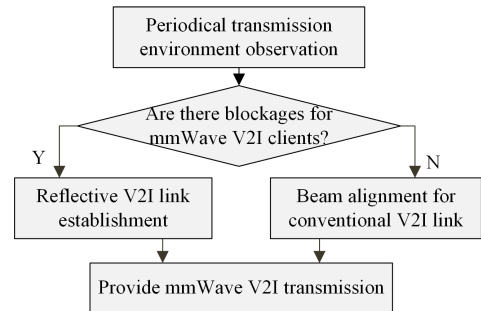 Periodical transmission
environment observation
Are there blockages for
mmWave V2I clients?
Y
N
Reflective V2I link
establishment
Beam alignment for
conventional V2I link
Provide mmWave V2I transmission